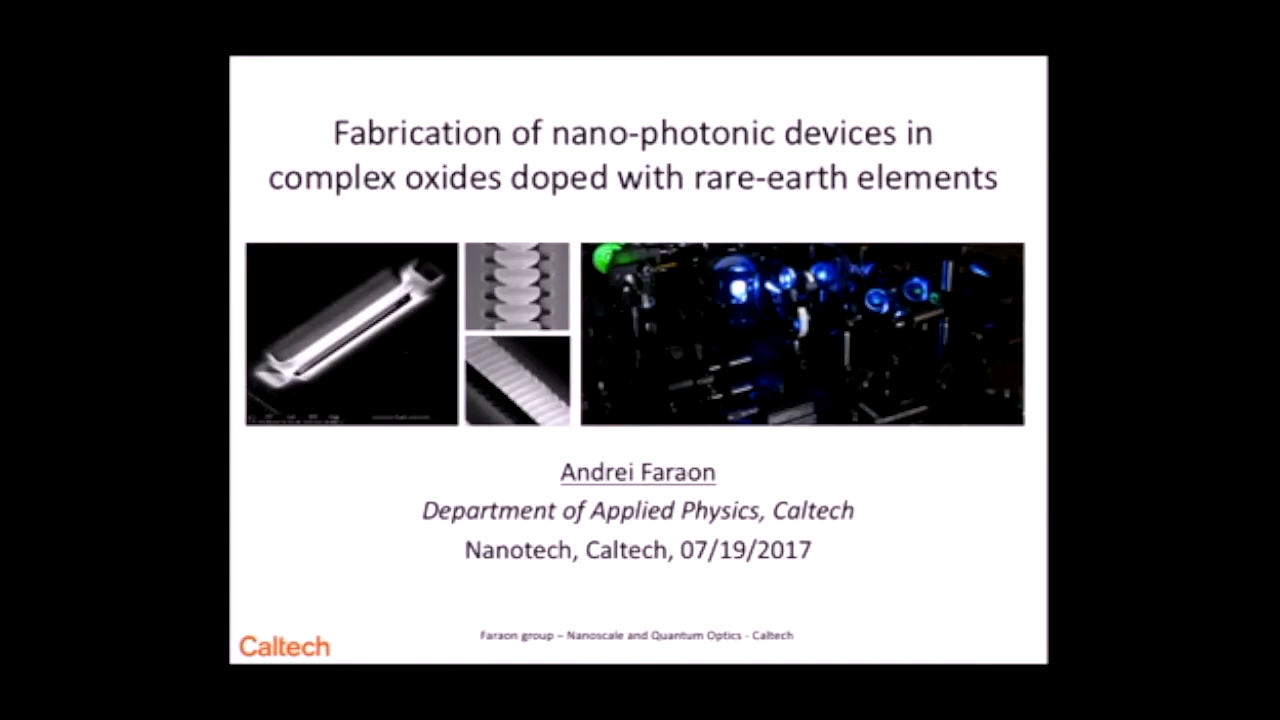 Fabrication of nano-photonic devices in
complex oxides doped with rare-earth elements
Andrei Faraon
Department of Applied Physics, Caltech
Nanotech, Caltech, 07/19/2017
Faraon group – Nanoscale and Quantum Optics - Caltech
Caltech